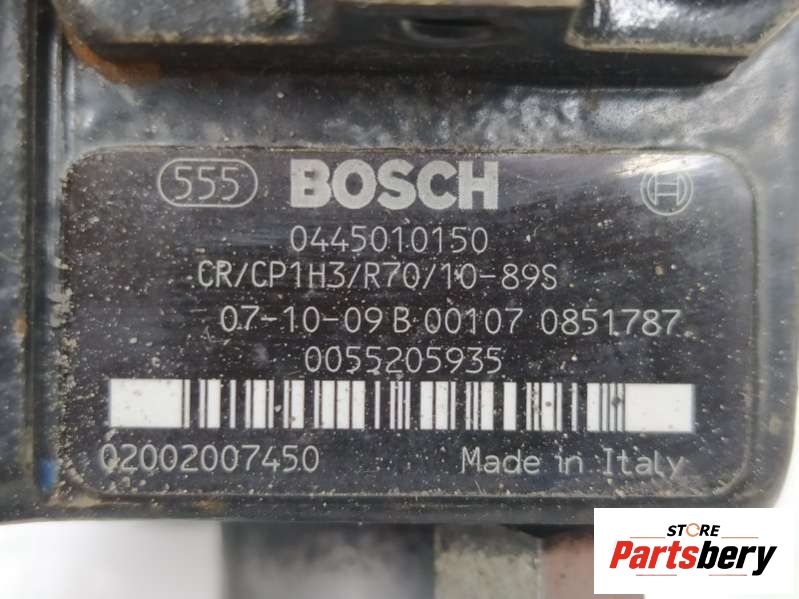 555 BOSCH
0445010150
CR/CP1H3/R70/10-89S
07-10-09 B 00107 0851787
0055205935
02002007450 Made in Italy
STORE
Partsbery